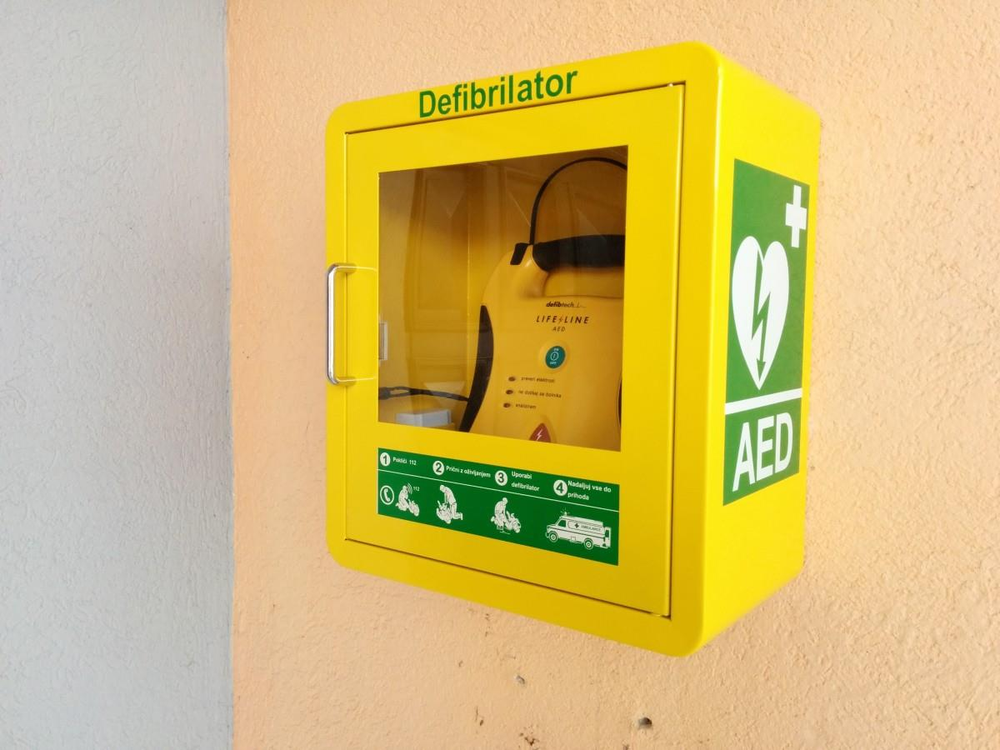 Defibrilator
defibtech
LIFELINE
AED
ON
OFF
preveri elektrodi
ne dotikaj se bolnika
analiziram
1 Pokliči 112
2 Prični z oživljanjem
3 Uporabi
defibrilator
4 Nadaljuj vse do
prihoda
112
AMBULANCE
AED